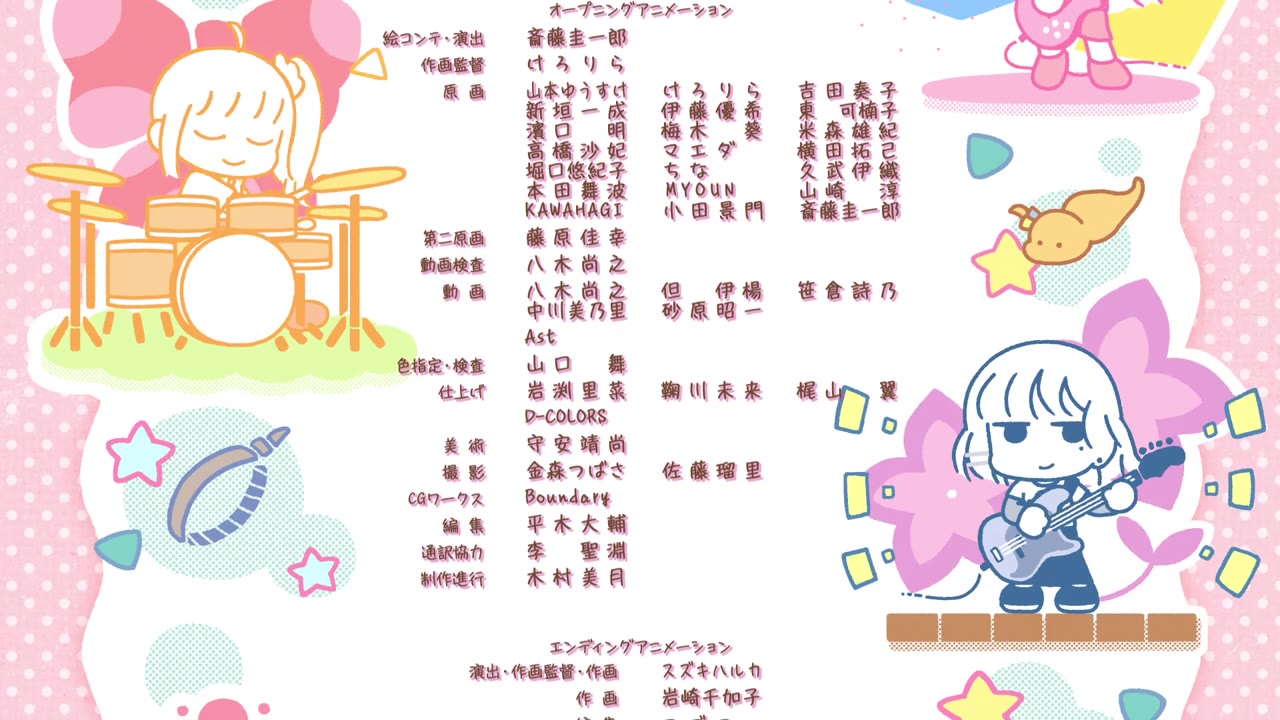 オープニングアニメーション
絵コンテ・演出 斎藤圭一郎
作画監督 けろりら
原画 山本ゆうすけ けろりら 吉田奏子
新垣一成 伊藤優希 東 可楠子
濱口 明 梅木 葵 米森雄紀
高橋沙妃 マエダ 横田拓己
堀口悠紀子 ちな 久武伊織
本田舞波 MYOUN 山崎 淳
KAWAHAGI 小田景門 斎藤圭一郎
第二原画 藤原佳幸
動画検査 八木尚之
動画 八木尚之 但 伊楊 笹倉詩乃
中川美乃里 砂原昭一
Ast
色指定・検査 山口 舞
仕上げ 岩渕里菜 鞠川未来 梶山 翼
D-COLORS
美術 守安靖尚
撮影 金森つばさ 佐藤瑠里
CGワークス Boundary
編集 平木大輔
通訳協力 李 聖淵
制作進行 木村美月
エンディングアニメーション
演出・作画監督・作画 スズキハルカ
作画 岩崎千加子